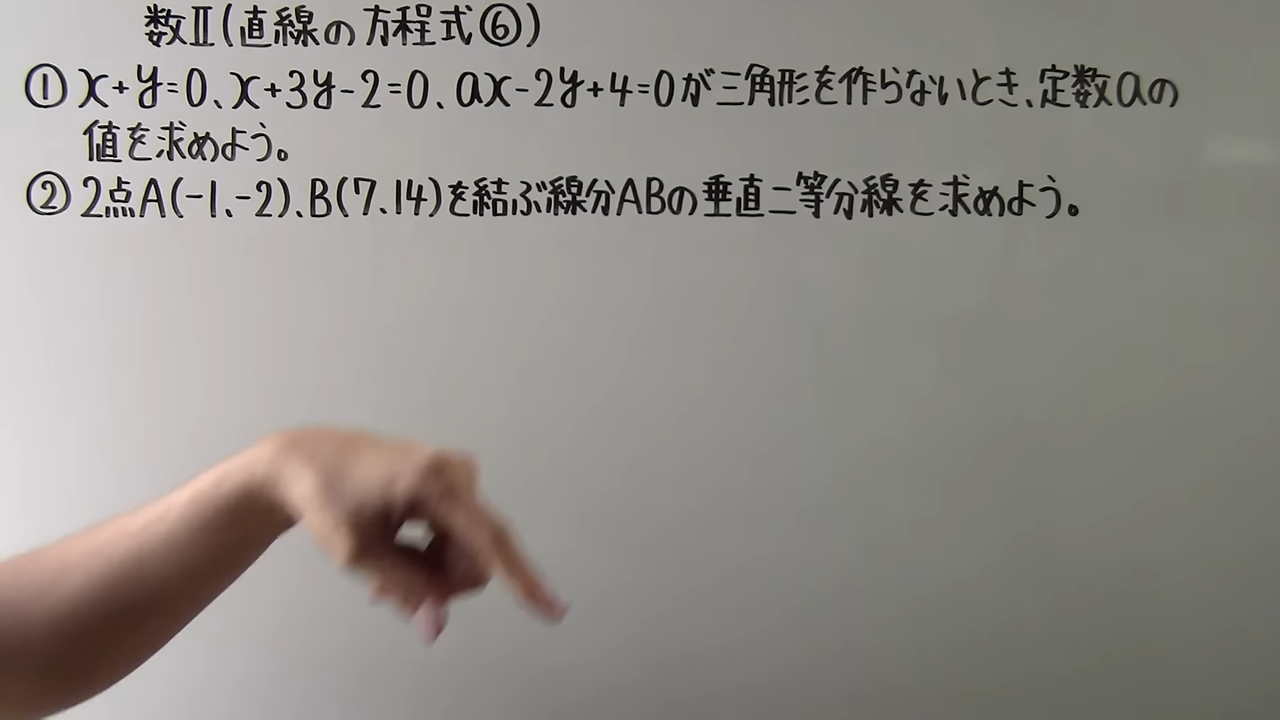 数Ⅱ(直線の方程式⑥)
① x+y=0、x+3y-2=0、ax-2y+4=0が三角形を作らないとき、定数aの
値を求めよう。
② 2点A(-1、-2)、B(7、14)を結ぶ線分ABの垂直二等分線を求めよう。